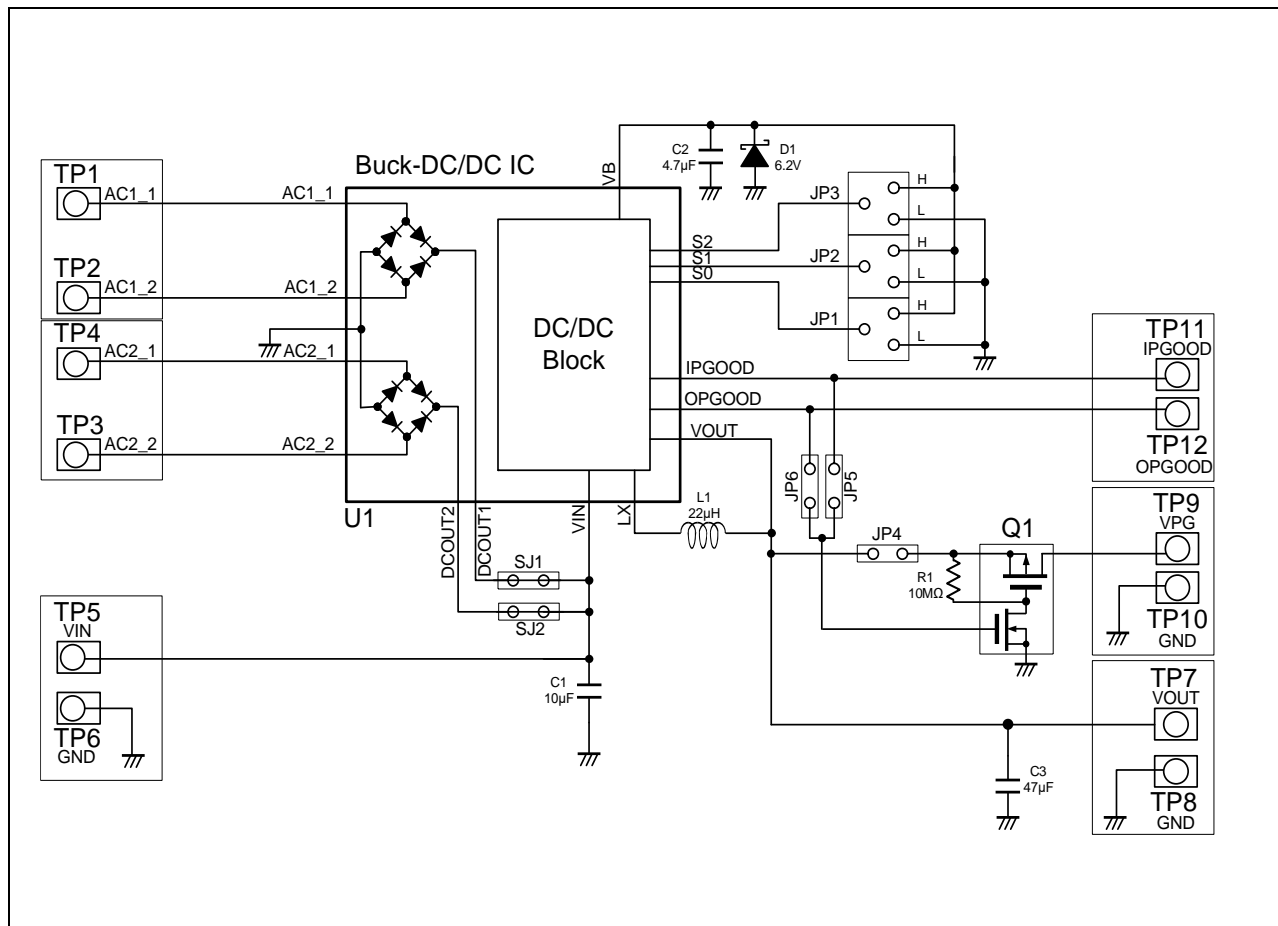 Buck-DC/DC IC
VB
C2
4.7µF
D1
6.2V
TP1
AC1_1
AC1_1
TP2
AC1_2
AC1_2
TP4
AC2_1
AC2_1
TP3
AC2_2
AC2_2
DC/DC
Block
S2
S1
S0
JP3
H
L
JP2
H
L
JP1
H
L
IPGOOD
OPGOOD
VOUT
TP11
IPGOOD
TP12
OPGOOD
U1
DCOUT2
DCOUT1
VIN
LX
L1
22µH
JP6
JP5
JP4
Q1
R1
10MΩ
TP9
VPG
TP10
GND
SJ1
SJ2
TP5
VIN
TP6
GND
C1
10µF
TP7
VOUT
C3
47µF
TP8
GND